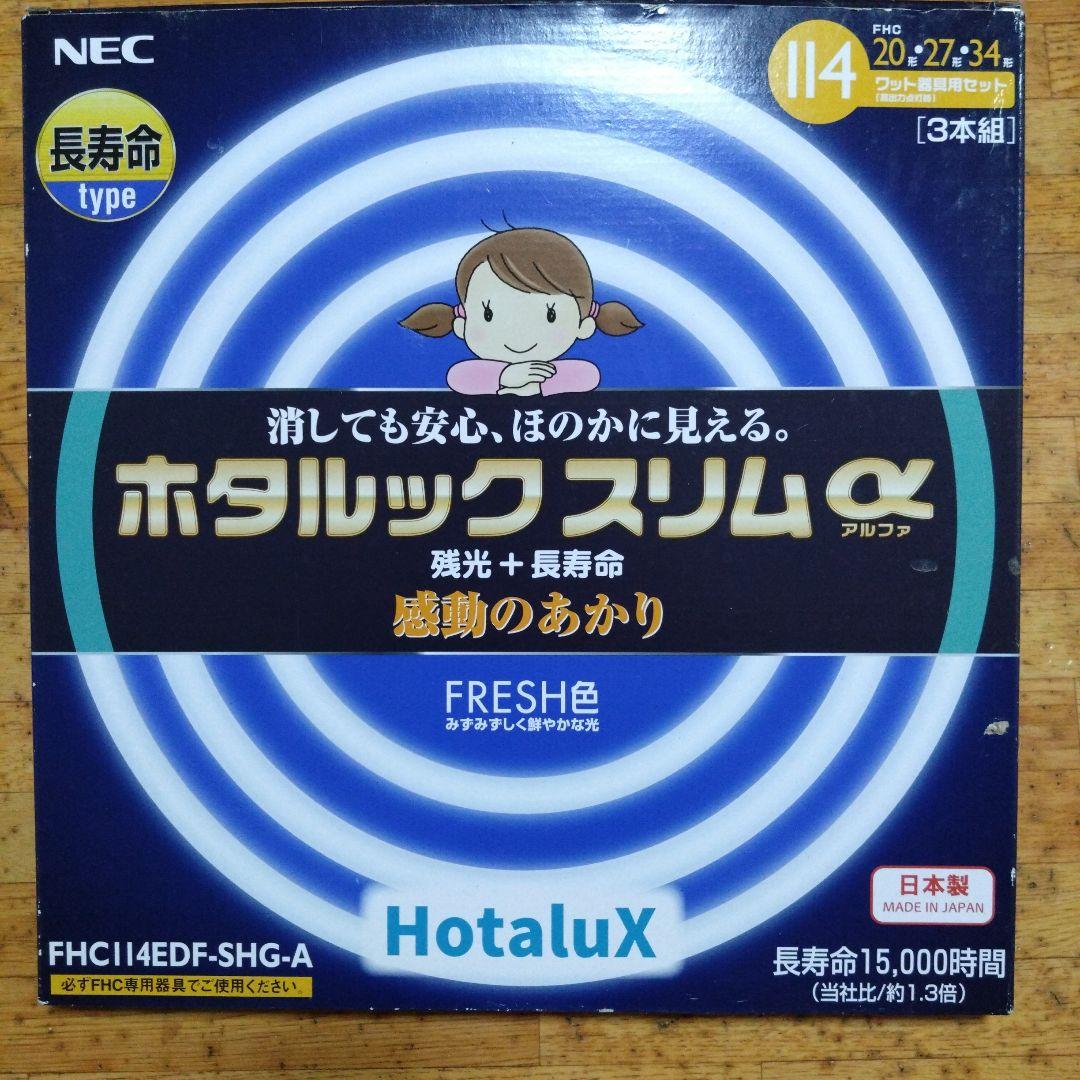 NEC
長寿命
type
FHC
114 20形・27形・34形
ワット器具用セット
(高出力点灯時)
[3本組]
消しても安心、ほのかに見える。
ホタルック スリムα
アルファ
残光+長寿命
感動のあかり
FRESH色
みずみずしく鮮やかな光
日本製
MADE IN JAPAN
HotaluX
FHC114EDF-SHG-A
必ずFHC専用器具でご使用ください。
長寿命15,000時間
(当社比/約1.3倍)